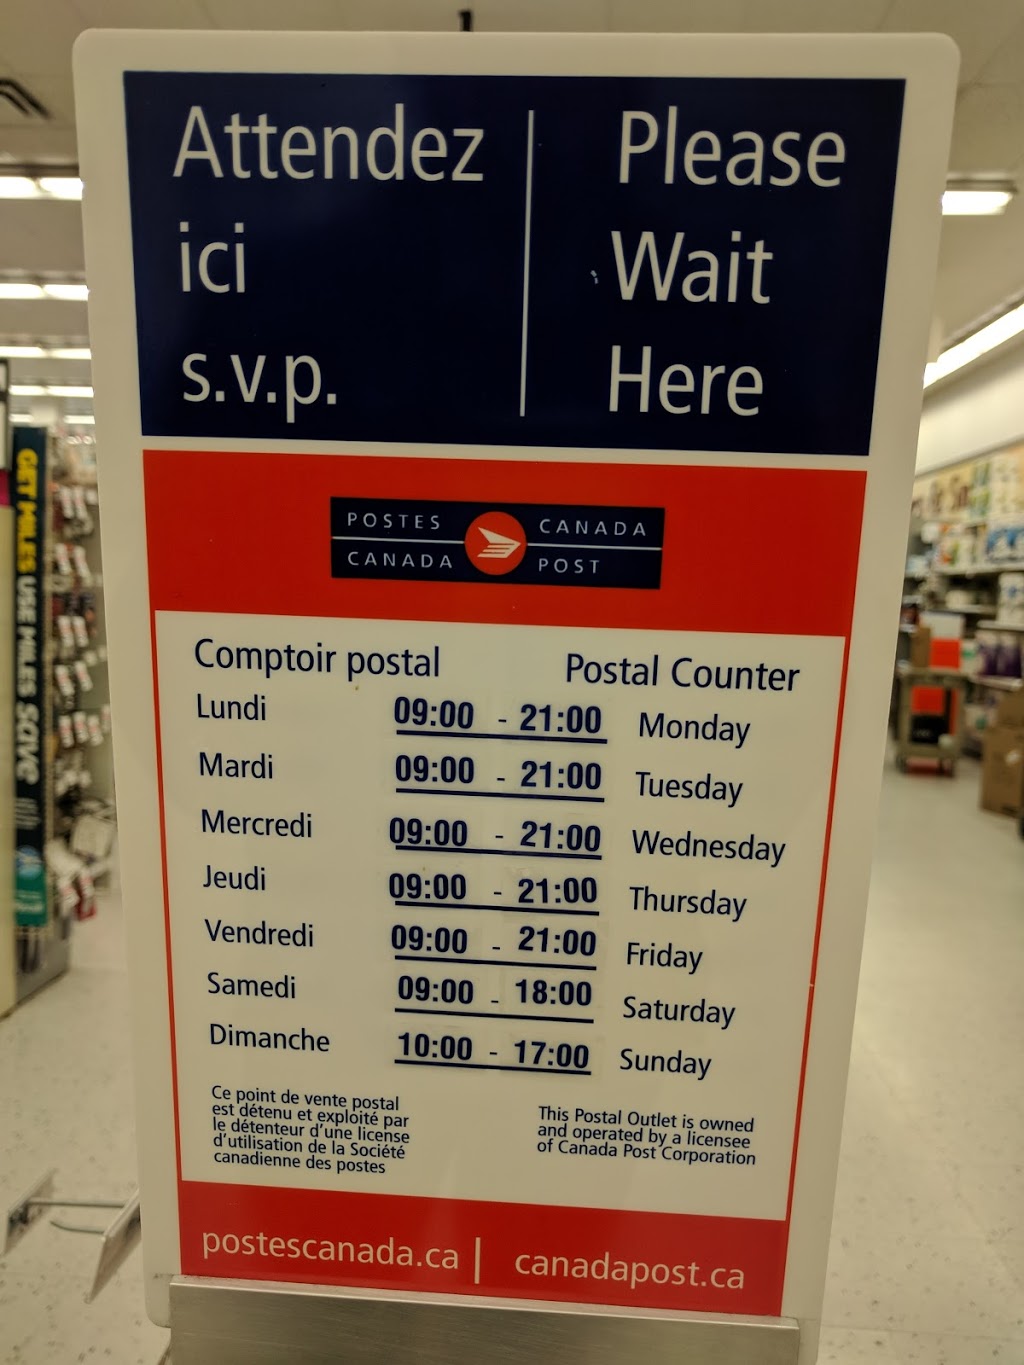 Attendez
ici
s.v.p.
Please
Wait
Here
POSTES CANADA
CANADA POST
Comptoir postal Postal Counter
Lundi 09:00 - 21:00 Monday
Mardi 09:00 - 21:00 Tuesday
Mercredi 09:00 - 21:00 Wednesday
Jeudi 09:00 - 21:00 Thursday
Vendredi 09:00 - 21:00 Friday
Samedi 09:00 - 18:00 Saturday
Dimanche 10:00 - 17:00 Sunday
Ce point de vente postal
est détenu et exploité par
le détenteur d'une license
d'utilisation de la Société
canadienne des postes
This Postal Outlet is owned
and operated by a licensee
of Canada Post Corporation
postescanada.ca | canadapost.ca
GET MILES USE MILES SAVE